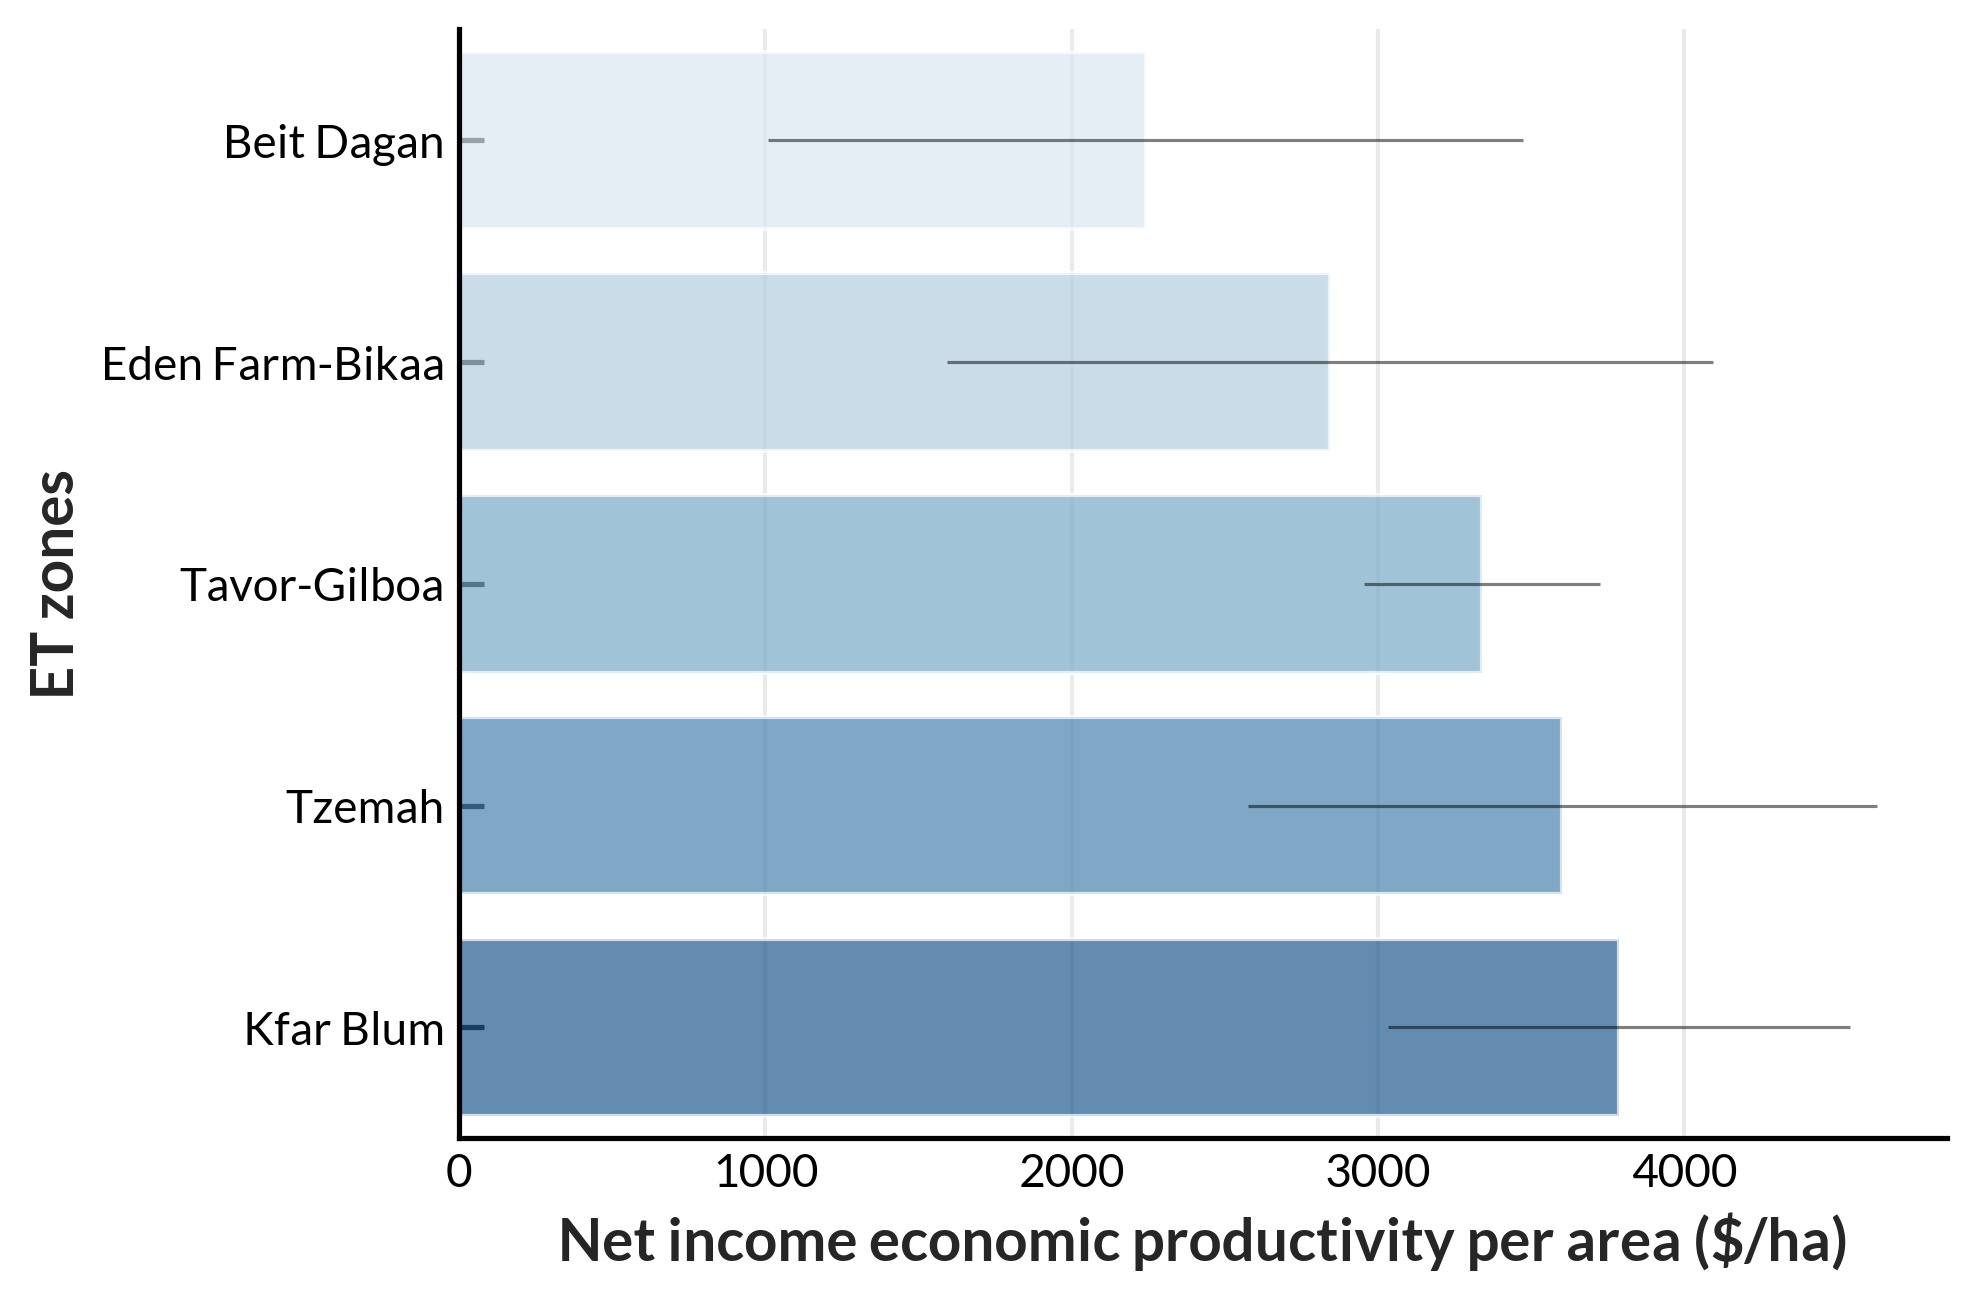 Beit Dagan
Eden Farm-Bikaa
Tavor-Gilboa
Tzemah
Kfar Blum
ET zones
0 1000 2000 3000 4000
Net income economic productivity per area ($/ha)